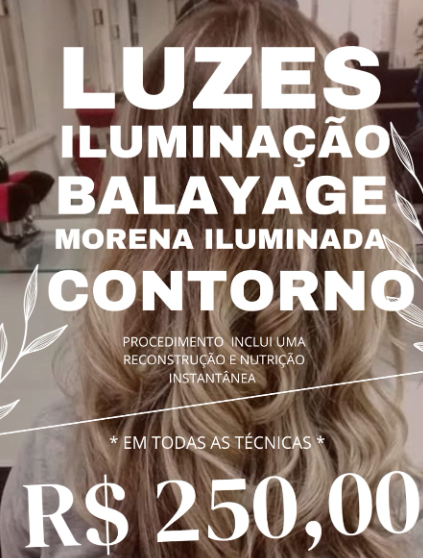 LUZES
ILUMINAÇÃO
BALAYAGE
MORENA ILUMINADA
CONTORNO
PROCEDIMENTO INCLUI UMA
RECONSTRUÇÃO E NUTRIÇÃO
INSTANTÂNEA
* EM TODAS AS TÉCNICAS *
R$ 250,00